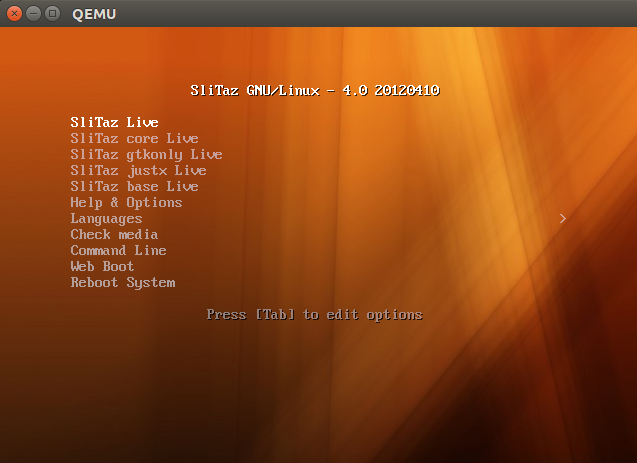 QEMU
SliTaz GNU/Linux - 4.0 20120410
SliTaz Live
SliTaz core Live
SliTaz gtkonly Live
SliTaz justx Live
SliTaz base Live
Help & Options
Languages >
Check media
Command Line
Web Boot
Reboot System
Press [Tab] to edit options